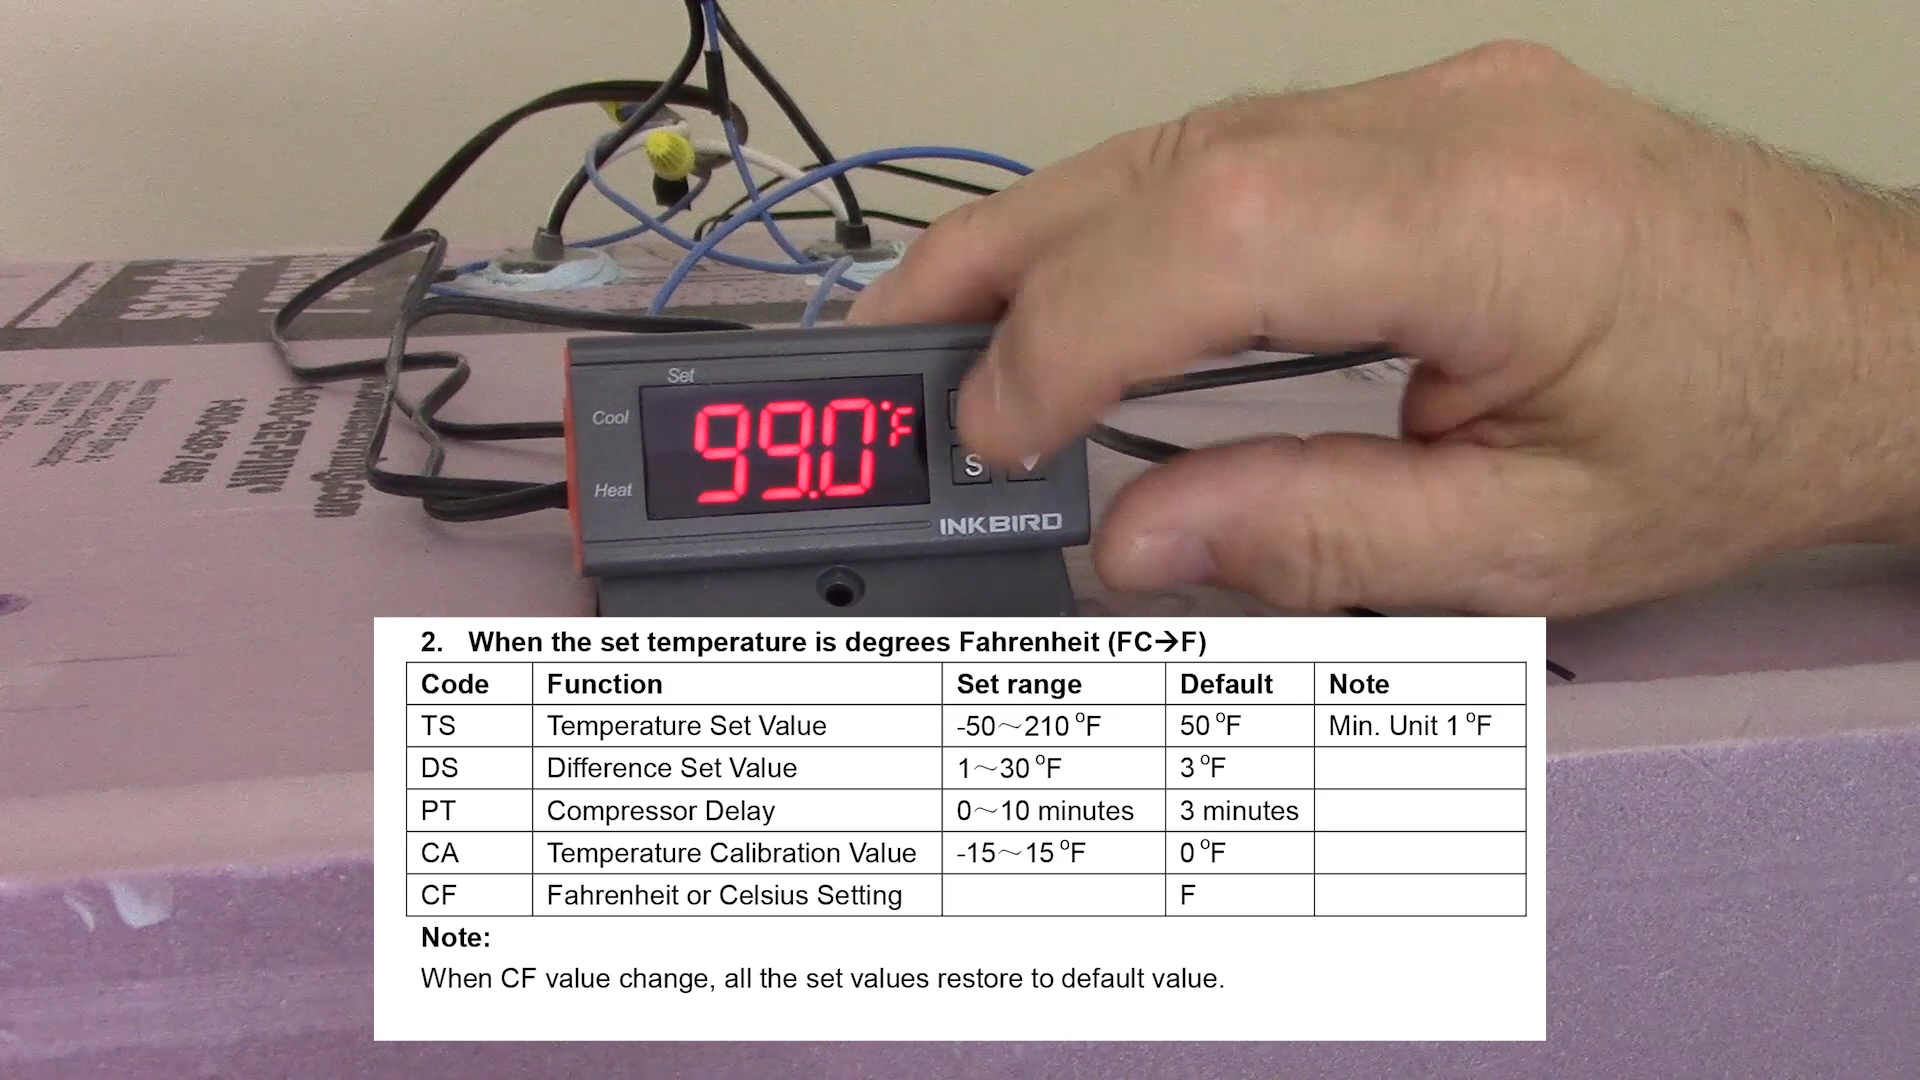 Set
Cool
99.0°F
Heat
S
INKBIRD
2. When the set temperature is degrees Fahrenheit (FC→F)
Code Function Set range Default Note
TS Temperature Set Value -50～210 °F 50 °F Min. Unit 1 °F
DS Difference Set Value 1～30 °F 3 °F
PT Compressor Delay 0～10 minutes 3 minutes
CA Temperature Calibration Value -15～15 °F 0 °F
CF Fahrenheit or Celsius Setting F
Note:
When CF value change, all the set values restore to default value.